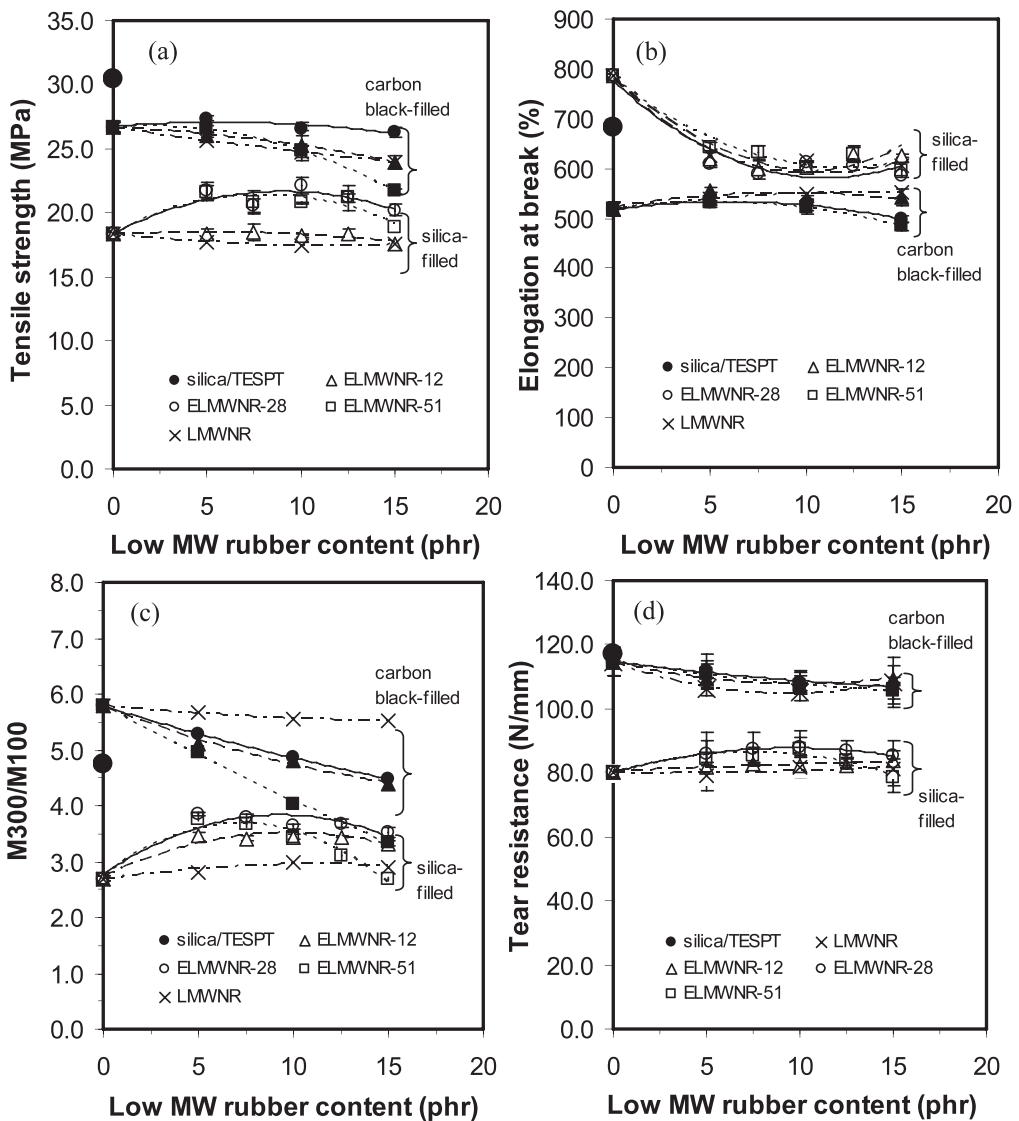 (a)
Tensile strength (MPa)
35.0
30.0
25.0
20.0
15.0
10.0
5.0
0.0
carbon
black-filled
silica-
filled
silica/TESPT
ELMWNR-12
ELMWNR-28
ELMWNR-51
LMWNR
0
5
10
15
20
Low MW rubber content (phr)
(b)
Elongation at break (%)
900
800
700
600
500
400
300
200
100
0
silica-
filled
carbon
black-filled
silica/TESPT
ELMWNR-12
ELMWNR-28
ELMWNR-51
LMWNR
0
5
10
15
20
Low MW rubber content (phr)
(c)
M300/M100
8.0
7.0
6.0
5.0
4.0
3.0
2.0
1.0
0.0
carbon
black-filled
silica-
filled
silica/TESPT
ELMWNR-12
ELMWNR-28
ELMWNR-51
LMWNR
0
5
10
15
20
Low MW rubber content (phr)
(d)
Tear resistance (N/mm)
140.0
120.0
100.0
80.0
60.0
40.0
20.0
0.0
carbon
black-filled
silica-
filled
silica/TESPT
LMWNR
ELMWNR-12
ELMWNR-28
ELMWNR-51
0
5
10
15
20
Low MW rubber content (phr)